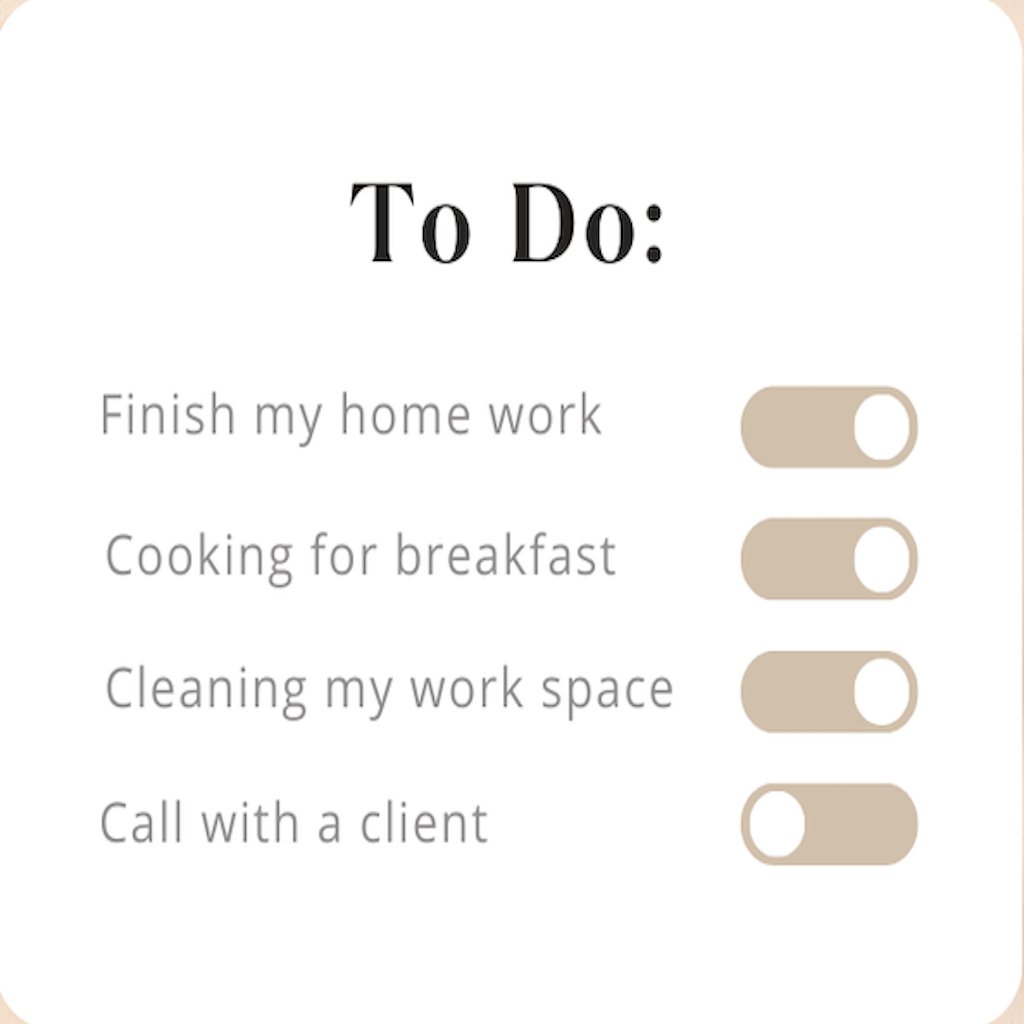 To Do:
Finish my home work
Cooking for breakfast
Cleaning my work space
Call with a client